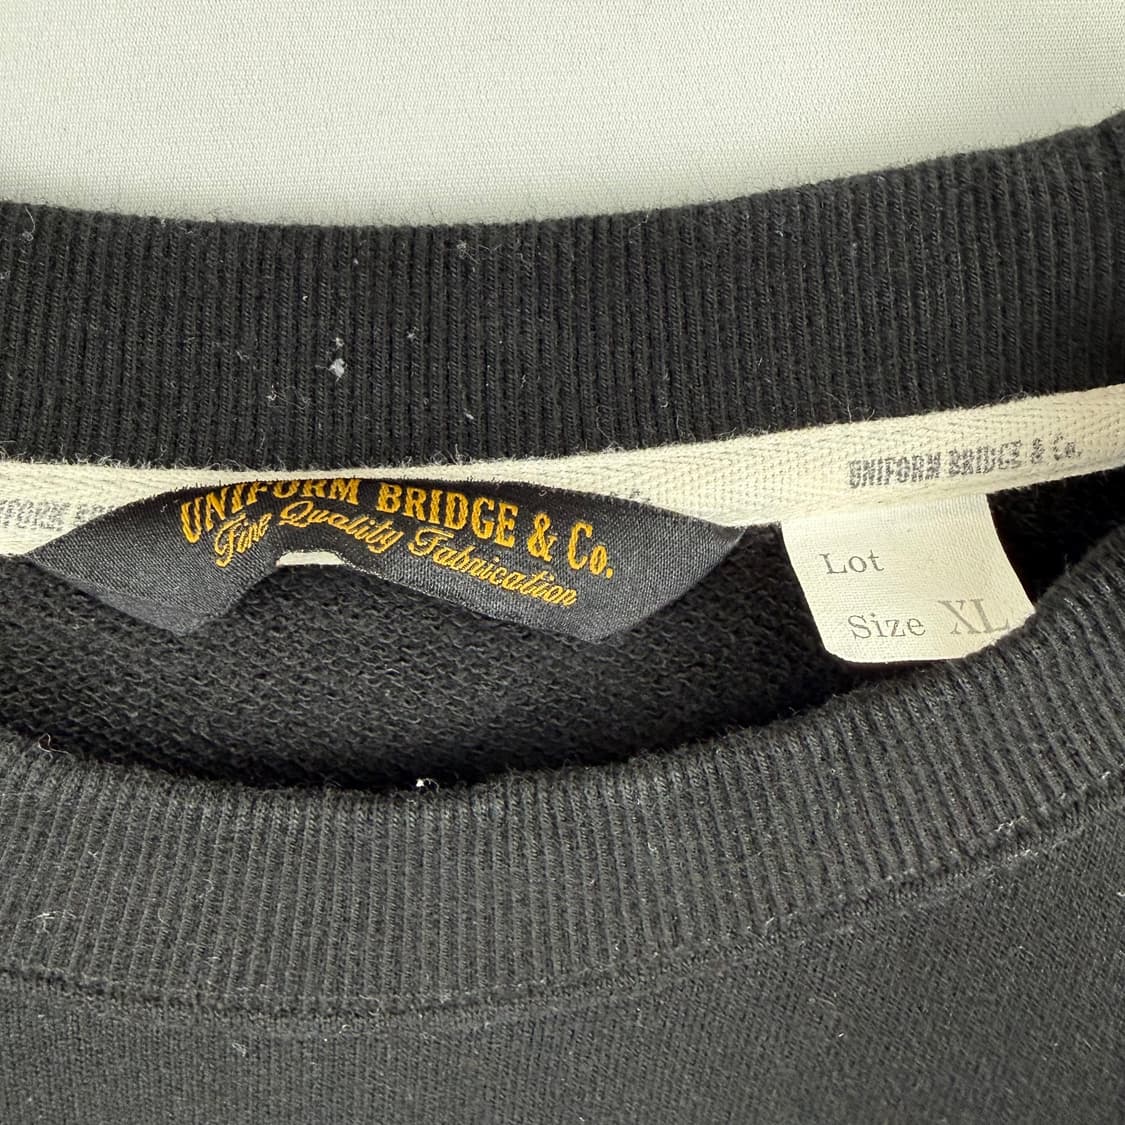 UNIFORM BRIDGE & Co.
UNIFORM BRIDGE & Co.
Fine Quality Fabrication
Lot
Size XL